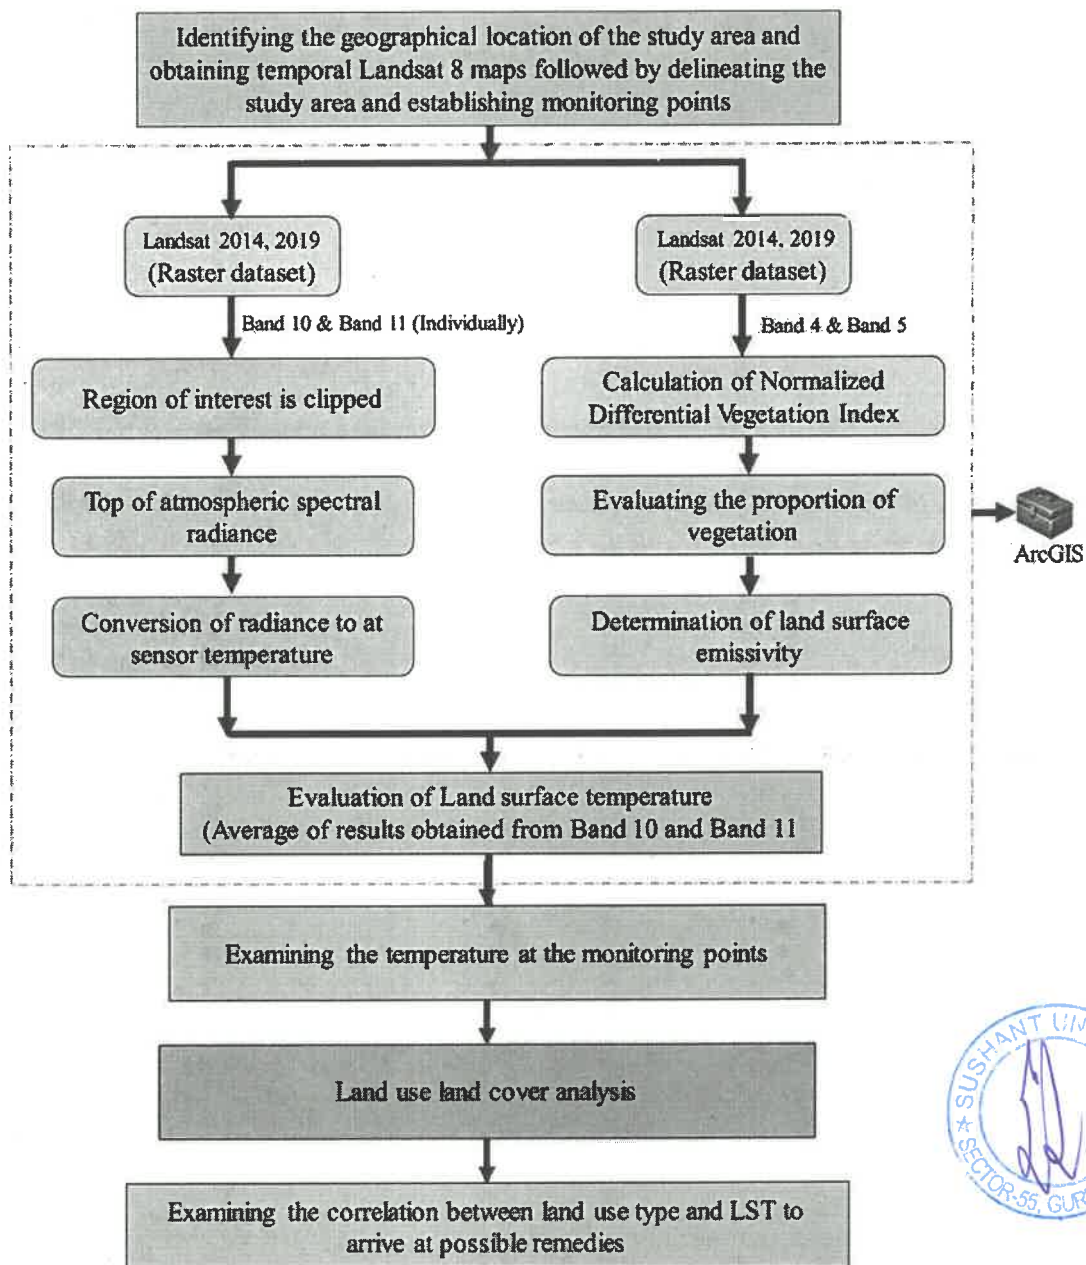 Identifying the geographical location of the study area and
obtaining temporal Landsat 8 maps followed by delineating the
study area and establishing monitoring points
Landsat 2014, 2019
(Raster dataset)
Band 10 & Band 11 (Individually)
Region of interest is clipped
Top of atmospheric spectral
radiance
Conversion of radiance to at
sensor temperature
Landsat 2014, 2019
(Raster dataset)
Band 4 & Band 5
Calculation of Normalized
Differential Vegetation Index
Evaluating the proportion of
vegetation
Determination of land surface
emissivity
ArcGIS
Evaluation of Land surface temperature
(Average of results obtained from Band 10 and Band 11
Examining the temperature at the monitoring points
Land use land cover analysis
Examining the correlation between land use type and LST to
arrive at possible remedies
SUSHANT
SECTOR-55,